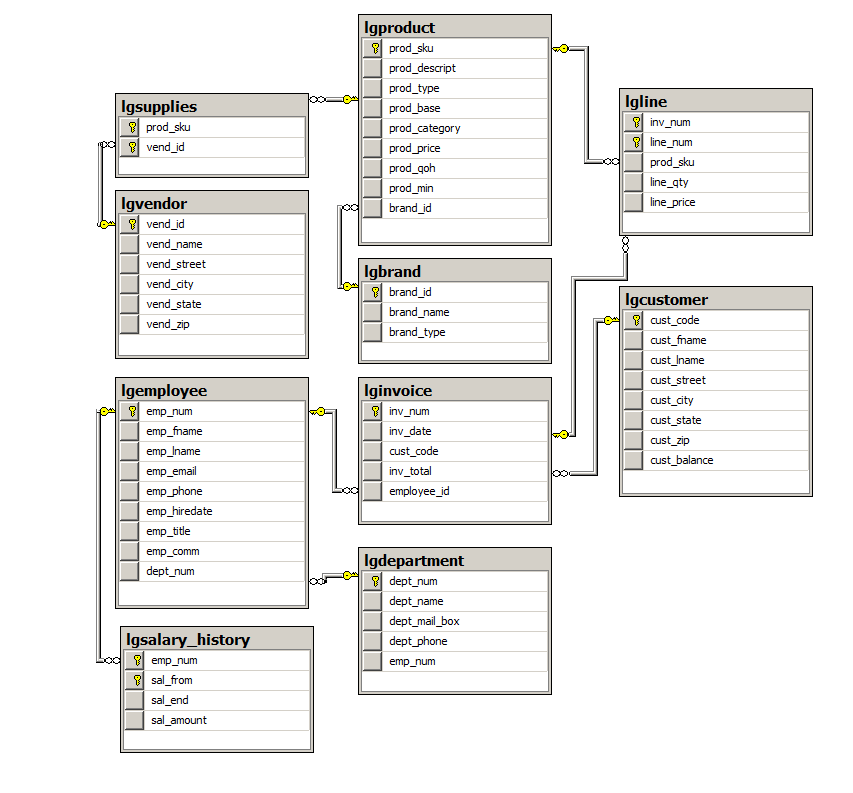 lgproduct
prod_sku
prod_descript
prod_type
prod_base
prod_category
prod_price
prod_qoh
prod_min
brand_id
lgsupplies
prod_sku
vend_id
lgline
inv_num
line_num
prod_sku
line_qty
line_price
lgvendor
vend_id
vend_name
vend_street
vend_city
vend_state
vend_zip
lgbrand
brand_id
brand_name
brand_type
lgcustomer
cust_code
cust_fname
cust_lname
cust_street
cust_city
cust_state
cust_zip
cust_balance
lgemployee
emp_num
emp_fname
emp_lname
emp_email
emp_phone
emp_hiredate
emp_title
emp_comm
dept_num
lginvoice
inv_num
inv_date
cust_code
inv_total
employee_id
lgdepartment
dept_num
dept_name
dept_mail_box
dept_phone
emp_num
lgsalary_history
emp_num
sal_from
sal_end
sal_amount